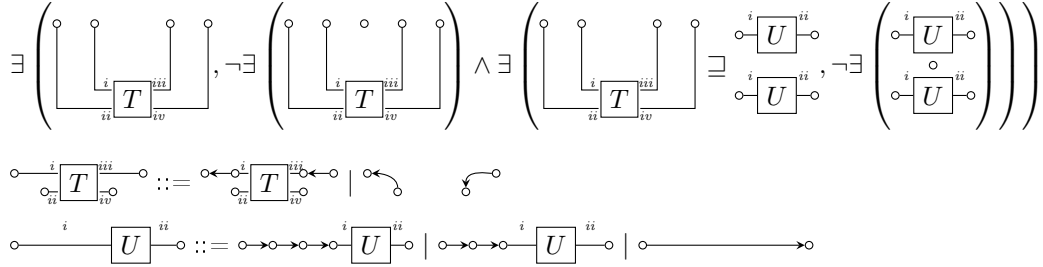 ∃ ( i ii T iii iv , ¬∃ ( i ii T iii iv ) ∧ ∃ ( i ii T iii iv ⊒ i U ii i U ii , ¬∃ ( i U ii i U ii ) ) )
i ii T iii iv ::= i ii T iii iv |
i U ii ::= i U ii | i U ii |